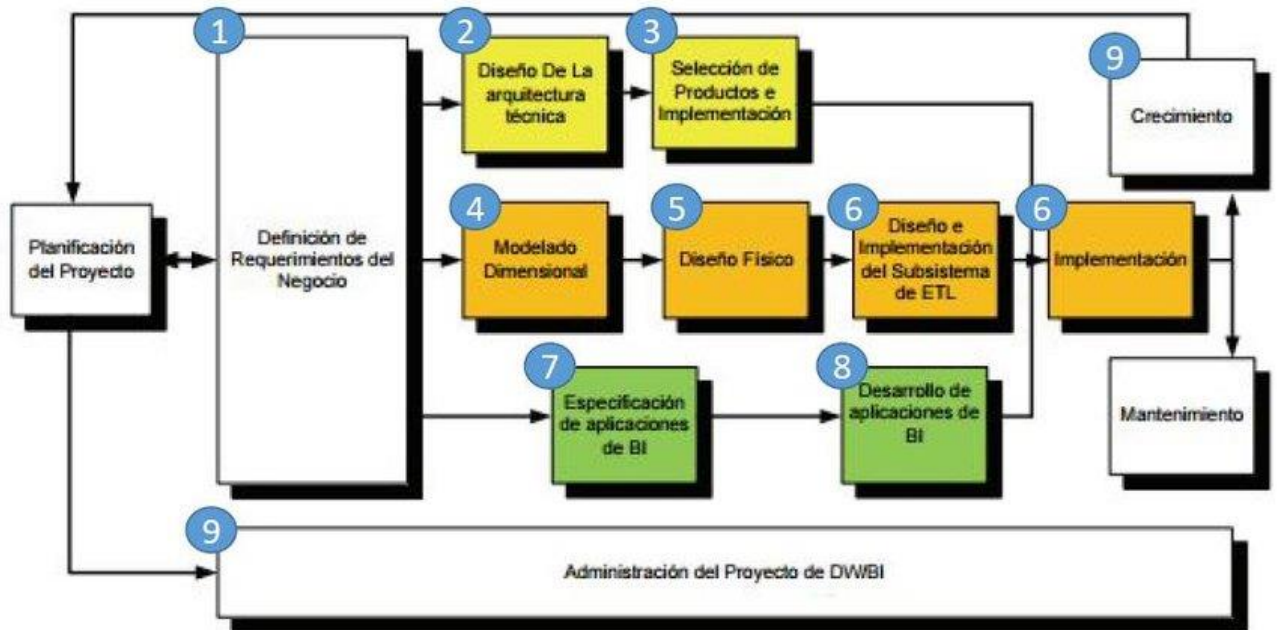 1
Definición de
Requerimientos del
Negocio
2
Diseño De La
arquitectura
técnica
3
Selección de
Productos e
Implementación
9
Crecimiento
Planificación
del Proyecto
4
Modelado
Dimensional
5
Diseño Físico
6
Diseño e
Implementación
del Subsistema
de ETL
6
Implementación
7
Especificación
de aplicaciones
de BI
8
Desarrollo de
aplicaciones de
BI
Mantenimiento
9
Administración del Proyecto de DW/BI